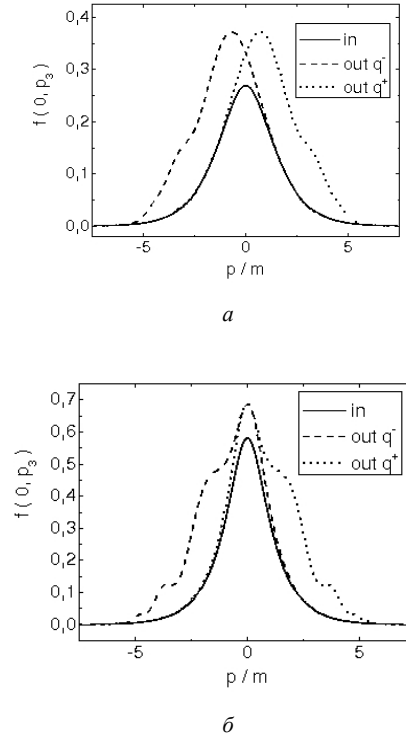 f ( 0, p₃ )
0,4
0,3
0,2
0,1
0,0
in
out q⁻
out q⁺
-5
0
5
p / m
а
f ( 0, p₃ )
0,7
0,6
0,5
0,4
0,3
0,2
0,1
0,0
in
out q⁻
out q⁺
-5
0
5
p / m
б